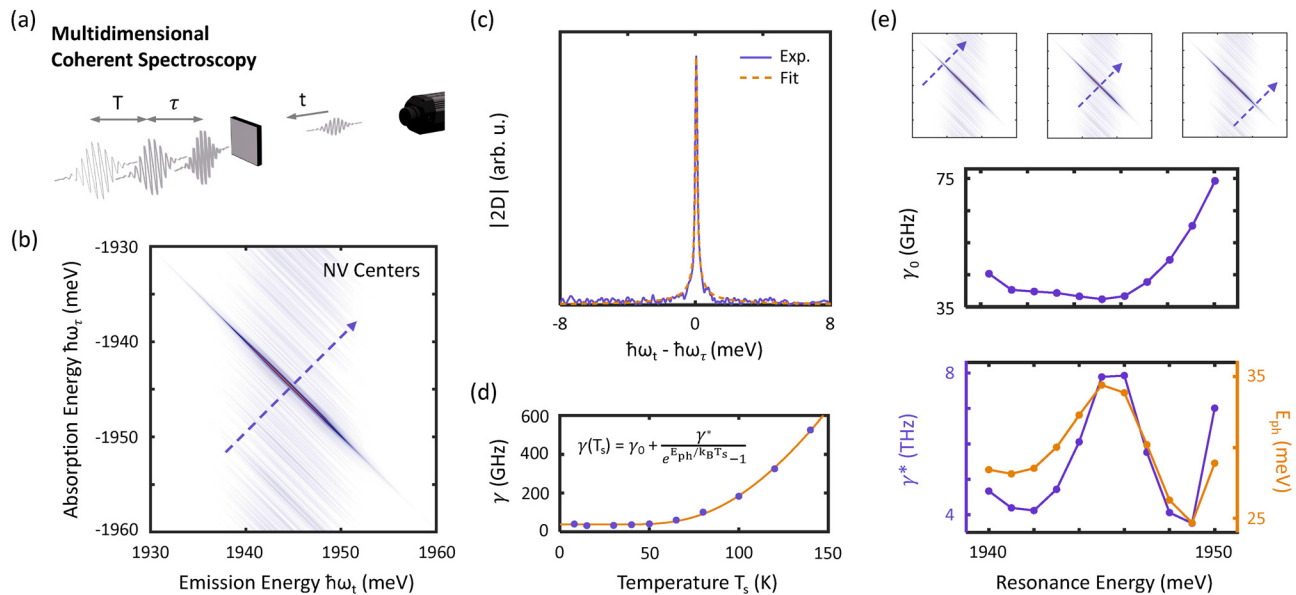 (a)
Multidimensional
Coherent Spectroscopy
T
τ
t
(b)
NV Centers
-1930
-1940
-1950
-1960
Absorption Energy ℏω_τ (meV)
1930
1940
1950
1960
Emission Energy ℏω_t (meV)
(c)
Exp.
Fit
|2D| (arb. u.)
-8
0
8
ℏω_t - ℏω_τ (meV)
(d)
600
400
200
0
γ (GHz)
γ(T_s) = γ_0 + γ* / (e^{E_ph/k_BT_s} - 1)
0
50
100
150
Temperature T_s (K)
(e)
75
35
γ_0 (GHz)
8
4
γ* (THz)
35
25
E_ph (meV)
1940
1950
Resonance Energy (meV)